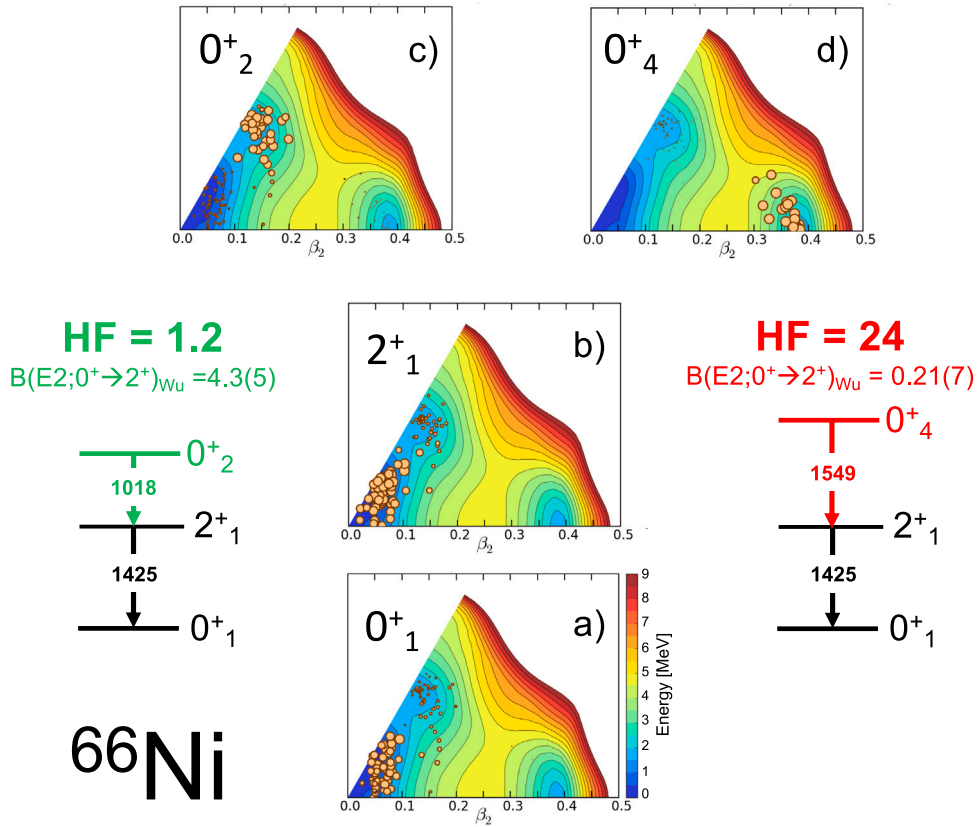 0⁺₂ c)
0.0 0.1 0.2 0.3 0.4 0.5
β₂
0⁺₄ d)
0.0 0.1 0.2 0.3 0.4 0.5
β₂
HF = 1.2
B(E2;0⁺→2⁺)Wu =4.3(5)
0⁺₂
1018
2⁺₁
1425
0⁺₁
2⁺₁ b)
0.0 0.1 0.2 0.3 0.4 0.5
β₂
HF = 24
B(E2;0⁺→2⁺)Wu = 0.21(7)
0⁺₄
1549
2⁺₁
1425
0⁺₁
0⁺₁ a)
0.0 0.1 0.2 0.3 0.4 0.5
β₂
9
8
7
6
5
4
3
2
1
0
Energy [MeV]
⁶⁶Ni